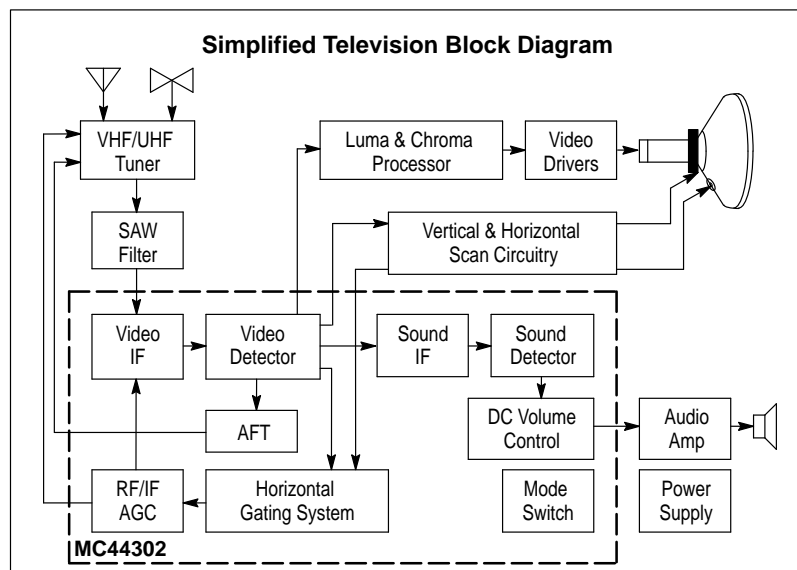 Simplified Television Block Diagram
VHF/UHF
Tuner
Luma & Chroma
Processor
Video
Drivers
SAW
Filter
Vertical & Horizontal
Scan Circuitry
Video
IF
Video
Detector
Sound
IF
Sound
Detector
AFT
DC Volume
Control
Audio
Amp
RF/IF
AGC
Horizontal
Gating System
Mode
Switch
Power
Supply
MC44302